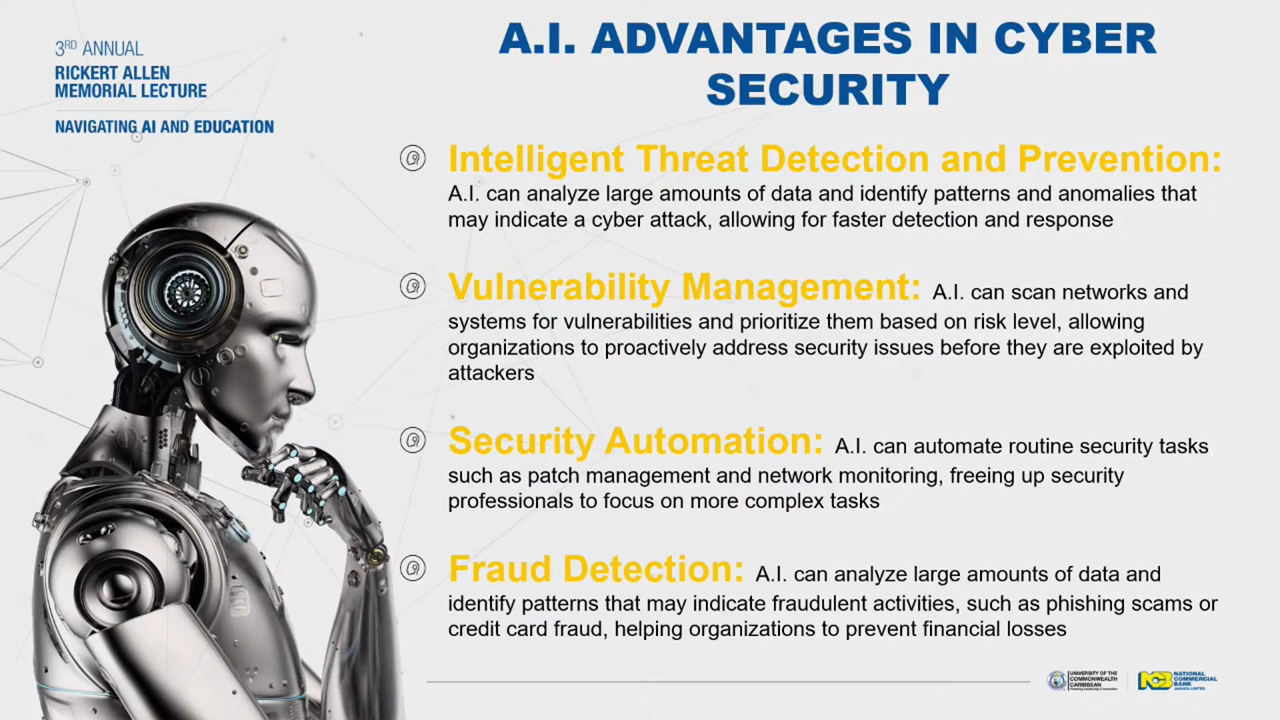 3RD ANNUAL
RICKERT ALLEN
MEMORIAL LECTURE
NAVIGATING AI AND EDUCATION
A.I. ADVANTAGES IN CYBER
SECURITY
Intelligent Threat Detection and Prevention:
A.I. can analyze large amounts of data and identify patterns and anomalies that
may indicate a cyber attack, allowing for faster detection and response
Vulnerability Management: A.I. can scan networks and
systems for vulnerabilities and prioritize them based on risk level, allowing
organizations to proactively address security issues before they are exploited by
attackers
Security Automation: A.I. can automate routine security tasks
such as patch management and network monitoring, freeing up security
professionals to focus on more complex tasks
Fraud Detection: A.I. can analyze large amounts of data and
identify patterns that may indicate fraudulent activities, such as phishing scams or
credit card fraud, helping organizations to prevent financial losses
UNIVERSITY OF THE
COMMONWEALTH
CARIBBEAN
NCB
NATIONAL
COMMERCIAL
BANK
JAMAICA LIMITED